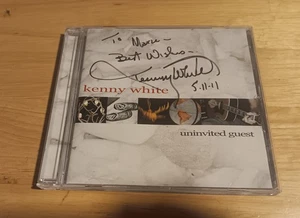 To Marie -
Best Wishes -
Kenny White
5.11.11
kenny white
uninvited guest